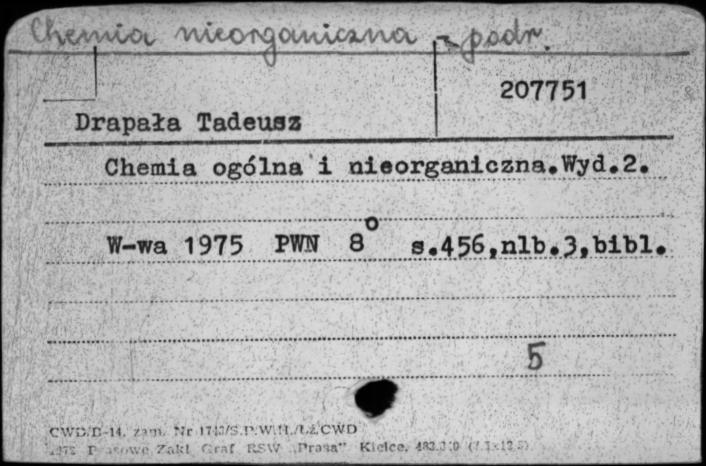 Chemia nieorganiczna - podr.
207751
Drapała Tadeusz
Chemia ogólna i nieorganiczna.Wyd.2.
W-wa 1975 PWN 8° s.456,nlb.3,bibl.
5
CWD/D-14, zam. Nr
Zakł. Graf. RSW „Prasa” Kielce,